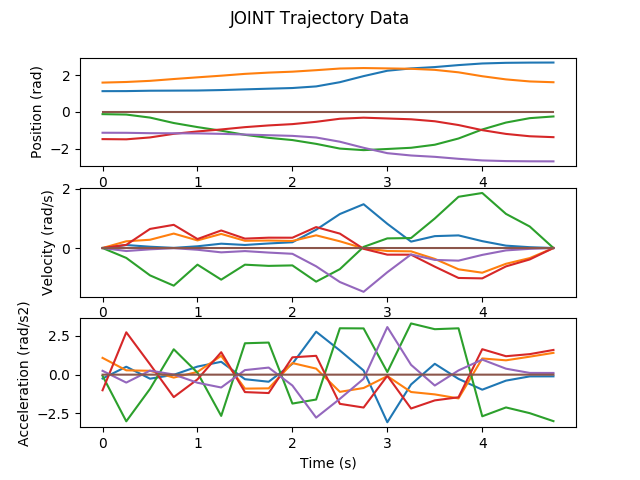 JOINT Trajectory Data
Position (rad)
2
0
−2
0 1 2 3 4
Velocity (rad/s)
2
0
0 1 2 3 4
Acceleration (rad/s2)
2.5
0.0
−2.5
0 1 2 3 4
Time (s)